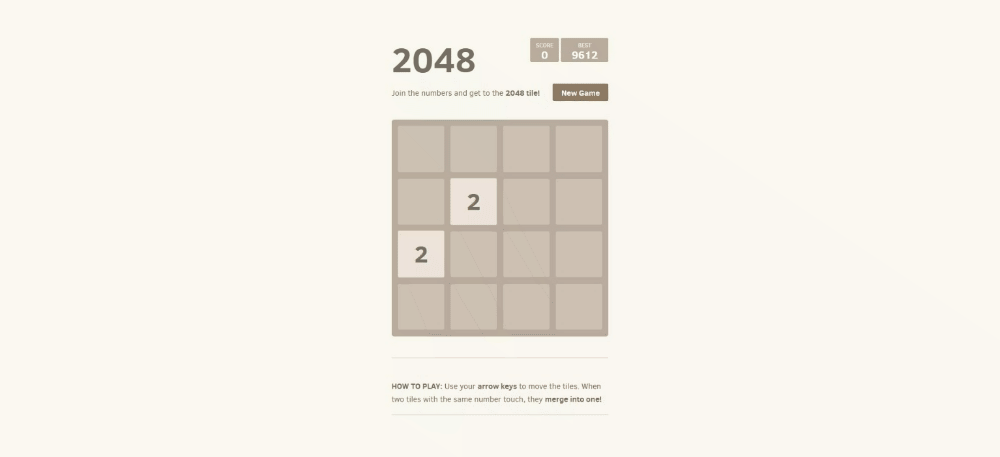 2048
SCORE
0
BEST
9612
Join the numbers and get to the 2048 tile!
New Game
2
2
HOW TO PLAY: Use your arrow keys to move the tiles. When
two tiles with the same number touch, they merge into one!